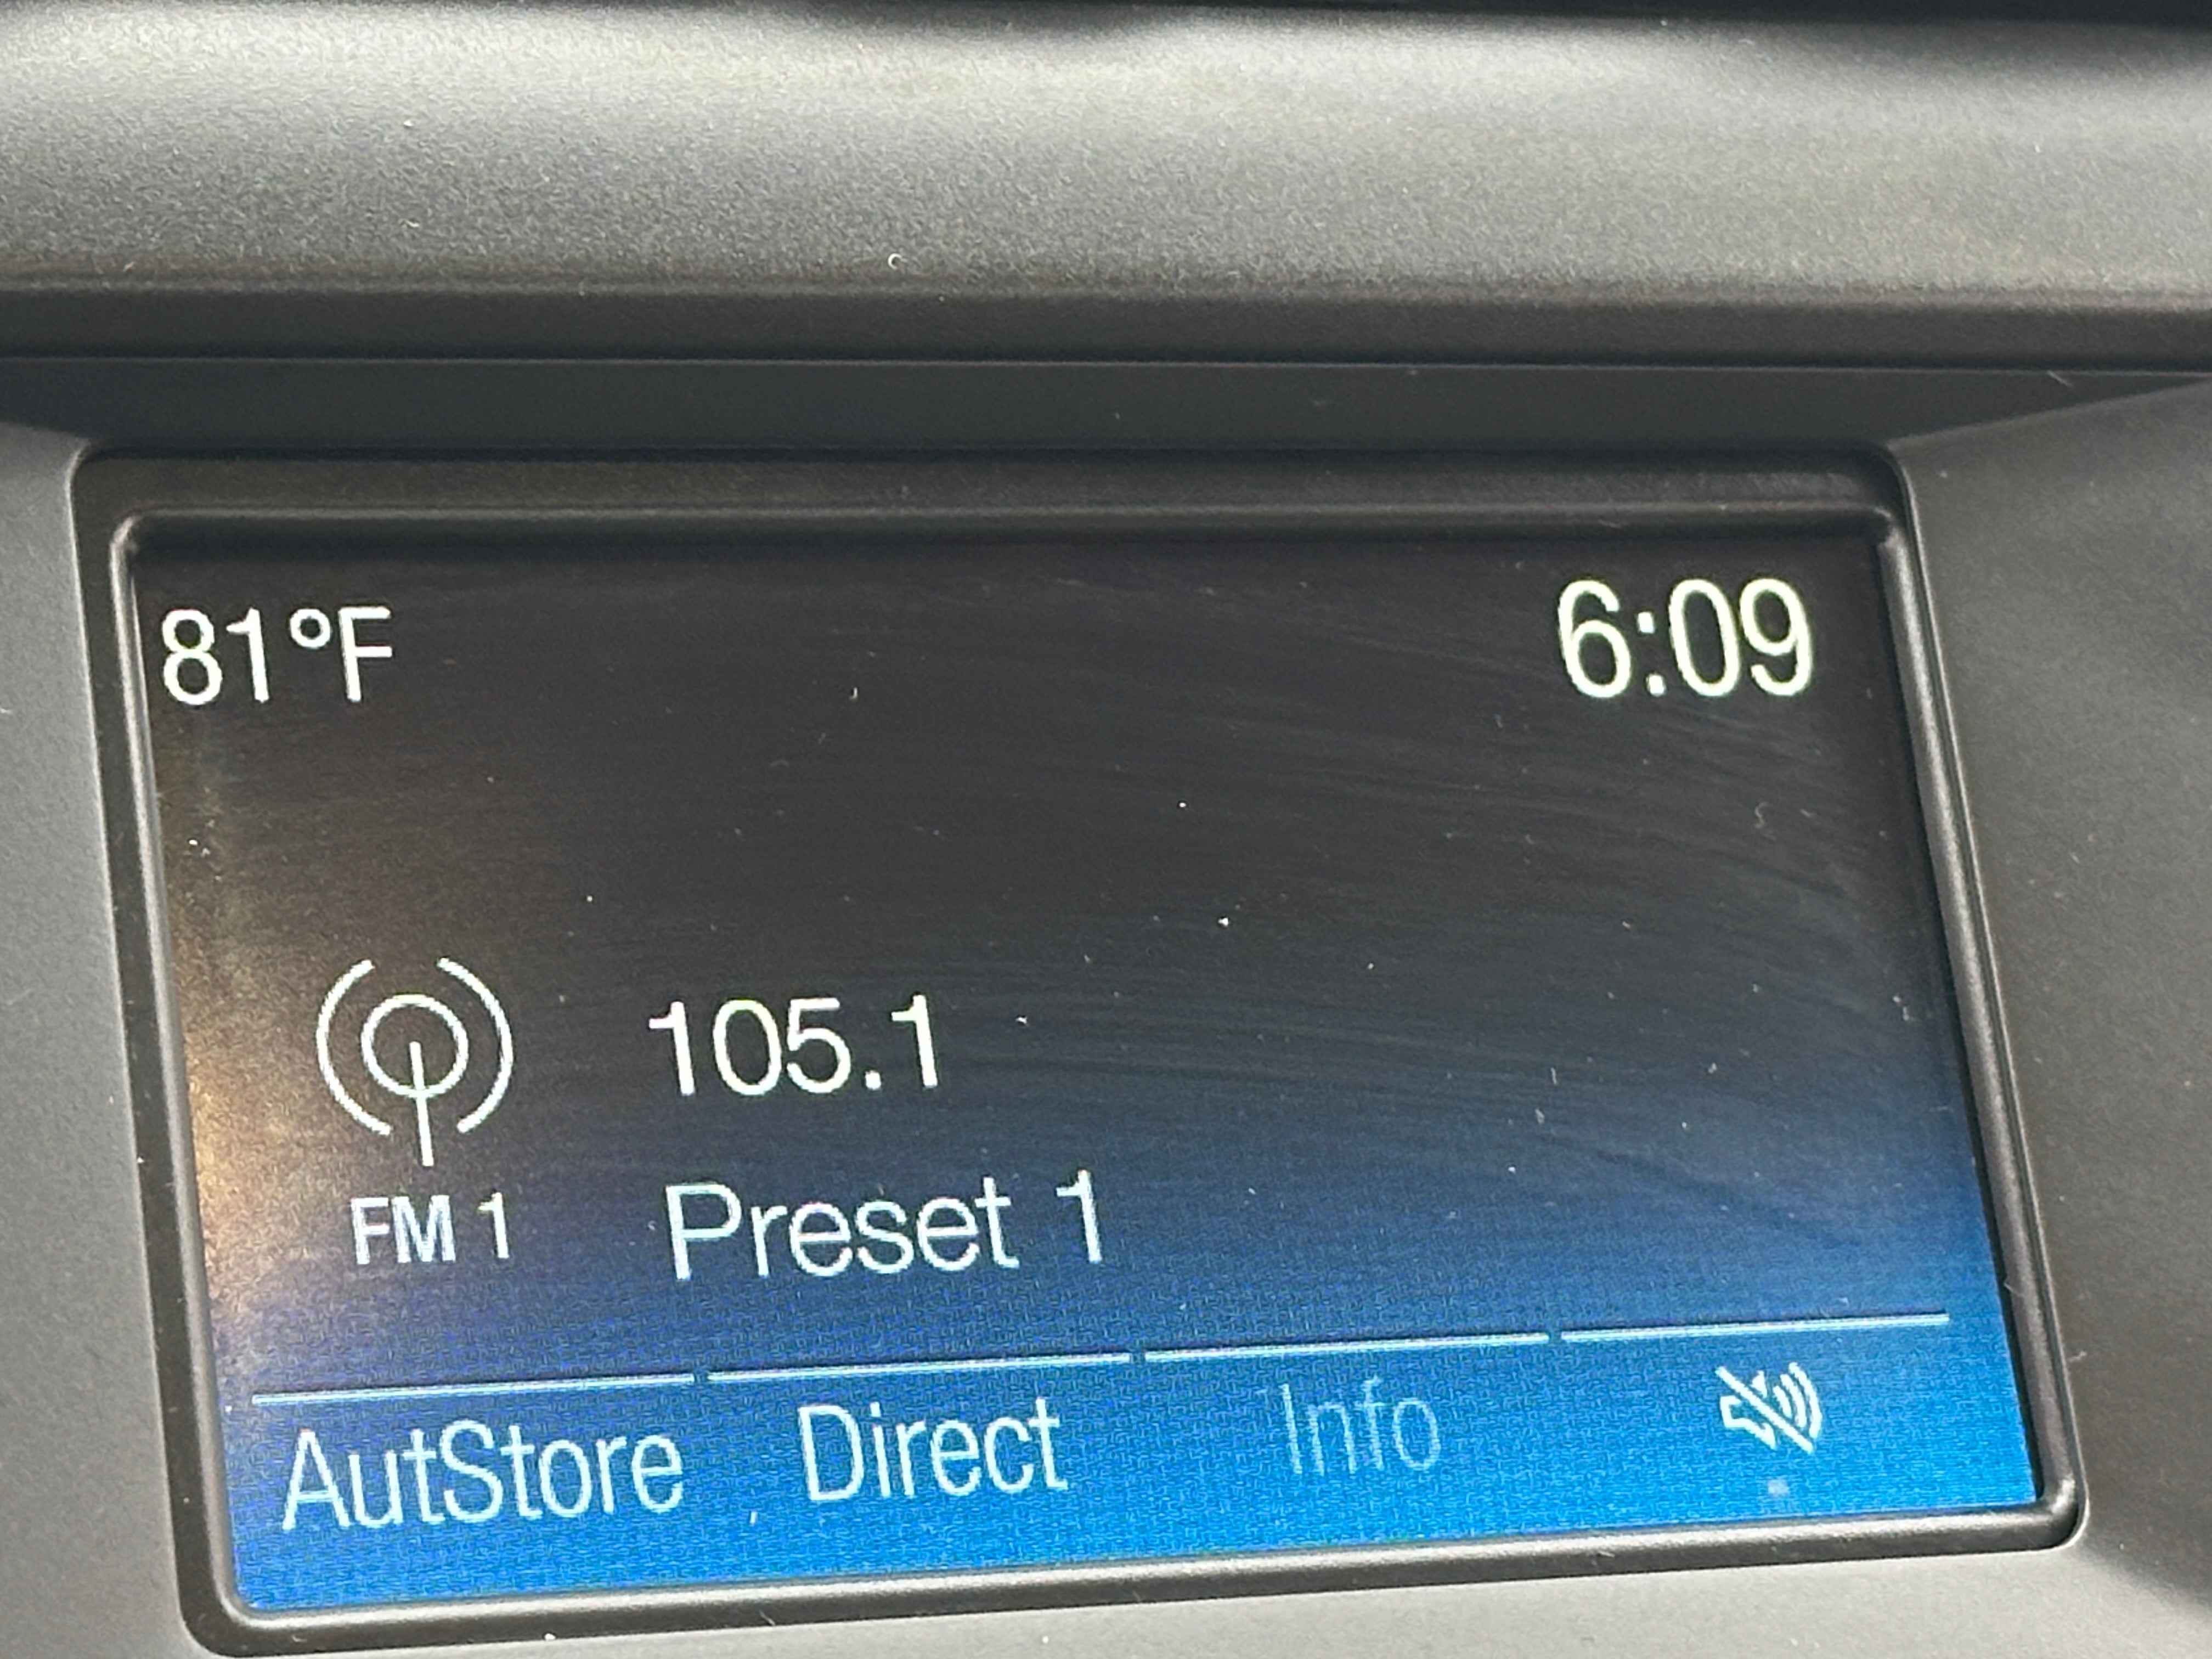 81°F 6:09
105.1
FM 1 Preset 1
AutStore Direct Info